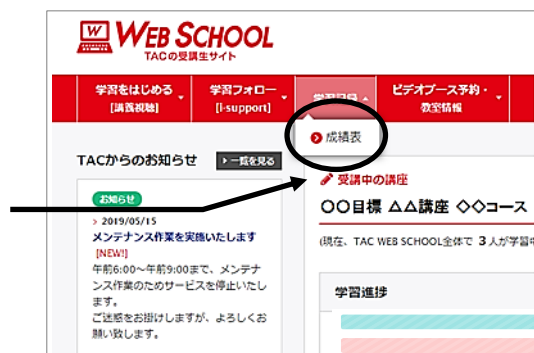 W WEB SCHOOL
TACの受講生サイト
学習をはじめる
[講義視聴]
学習フォロー
[i-support]
学習記録
ビデオブース予約・
教室情報
成績表
TACからのお知らせ
一覧を見る
受講中の講座
お知らせ
〇〇目標 △△講座 ◇◇コース
> 2019/05/15
メンテナンス作業を実施いたします
[NEW!]
(現在、TAC WEB SCHOOL全体で 3 人が学習中
午前6:00~午前9:00まで、メンテナ
ンス作業のためサービスを停止いたし
ます。
ご迷惑をお掛けしますが、よろしくお
願い致します。
学習進捗